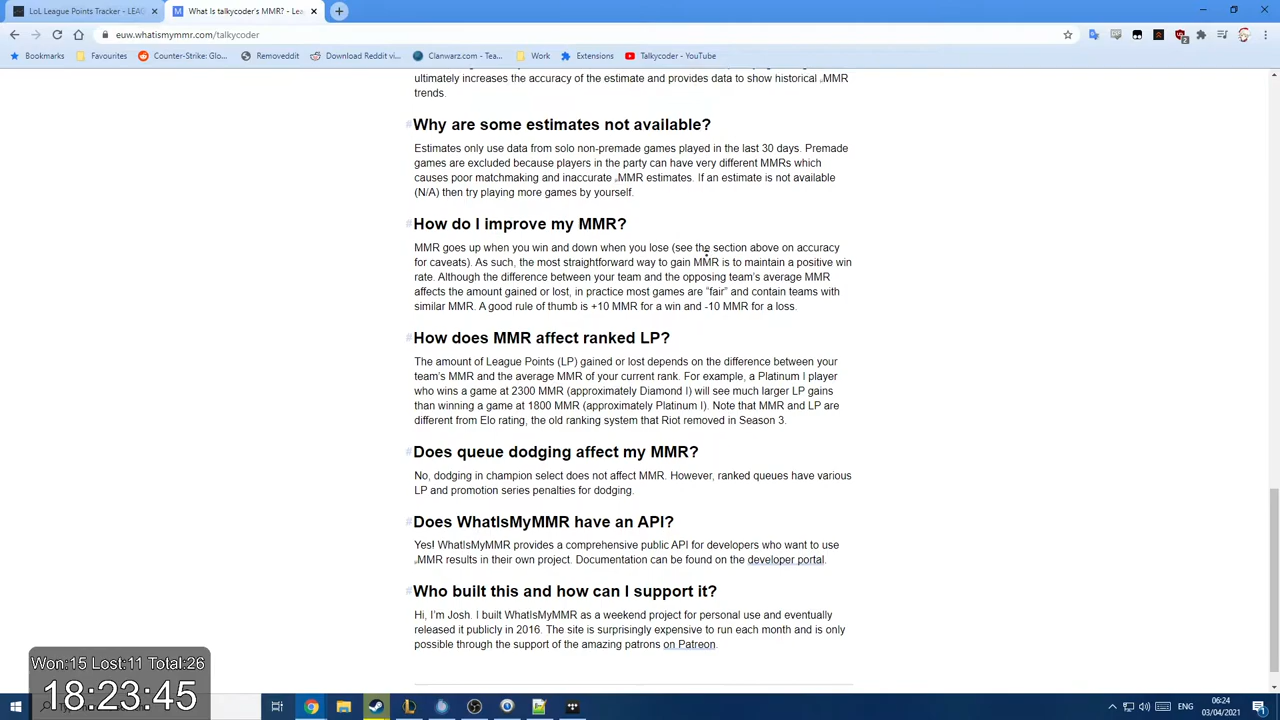 LoL League Points Tracker - LEAG
What Is talkycoder's MMR? - Lea
euw.whatismymmr.com/talkycoder
Bookmarks
Favourites
Counter-Strike: Glo...
Removeddit
Download Reddit vi...
Clanwarz.com - Tea...
Work
Extensions
Talkycoder - YouTube
ultimately increases the accuracy of the estimate and provides data to show historical MMR
trends.
#Why are some estimates not available?
Estimates only use data from solo non-premade games played in the last 30 days. Premade
games are excluded because players in the party can have very different MMRs which
causes poor matchmaking and inaccurate MMR estimates. If an estimate is not available
(N/A) then try playing more games by yourself.
#How do I improve my MMR?
MMR goes up when you win and down when you lose (see the section above on accuracy
for caveats). As such, the most straightforward way to gain MMR is to maintain a positive win
rate. Although the difference between your team's MMR and the opposing team's average MMR
affects the amount gained or lost, in practice most games are "fair" and contain teams with
similar MMR. A good rule of thumb is +10 MMR for a win and -10 MMR for a loss.
#How does MMR affect ranked LP?
The amount of League Points (LP) gained or lost depends on the difference between your
team's MMR and the average MMR of your current rank. For example, a Platinum I player
who wins a game at 2300 MMR (approximately Diamond I) will see much larger LP gains
than winning a game at 1800 MMR (approximately Platinum I). Note that MMR and LP are
different from Elo rating, the old ranking system that Riot removed in Season 3.
#Does queue dodging affect my MMR?
No, dodging in champion select does not affect MMR. However, ranked queues have various
LP and promotion series penalties for dodging.
#Does WhatIsMyMMR have an API?
Yes! WhatIsMyMMR provides a comprehensive public API for developers who want to use
MMR results in their own project. Documentation can be found on the developer portal.
#Who built this and how can I support it?
Hi, I'm Josh. I built WhatIsMyMMR as a weekend project for personal use and eventually
released it publicly in 2016. The site is surprisingly expensive to run each month and is only
possible through the support of the amazing patrons on Patreon.
Won:15 Lost:11 Total:26
18:23:45
ENG
06:24
03/04/2021